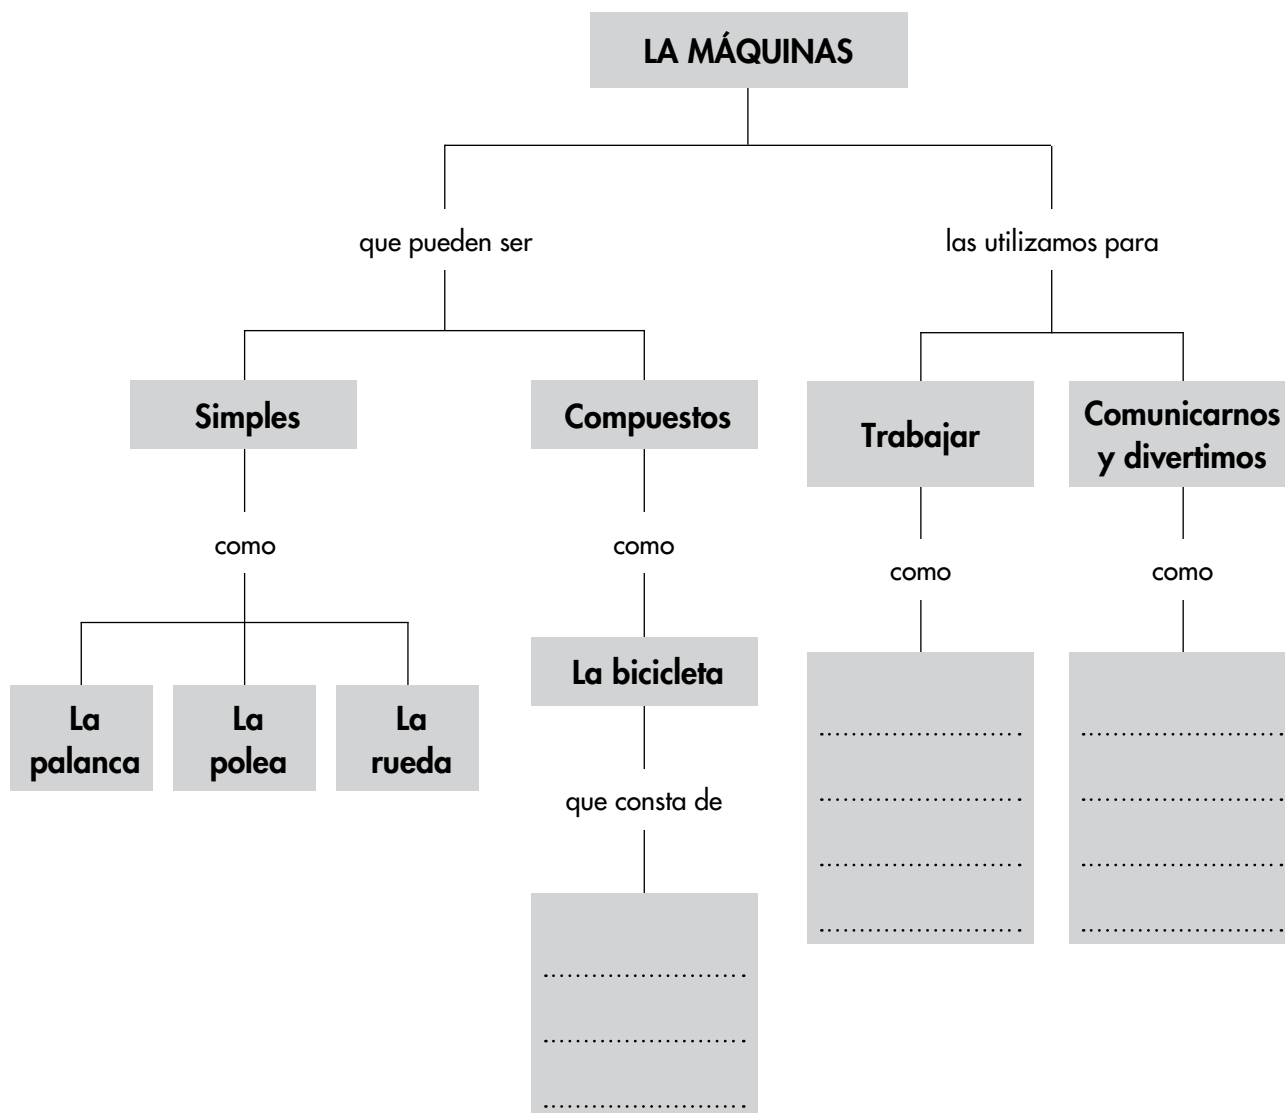 LA MÁQUINAS
que pueden ser
las utilizamos para
Simples
Compuestos
Trabajar
Comunicarnos
y divertimos
como
como
como
como
La bicicleta
La
palanca
La
polea
La
rueda
que consta de